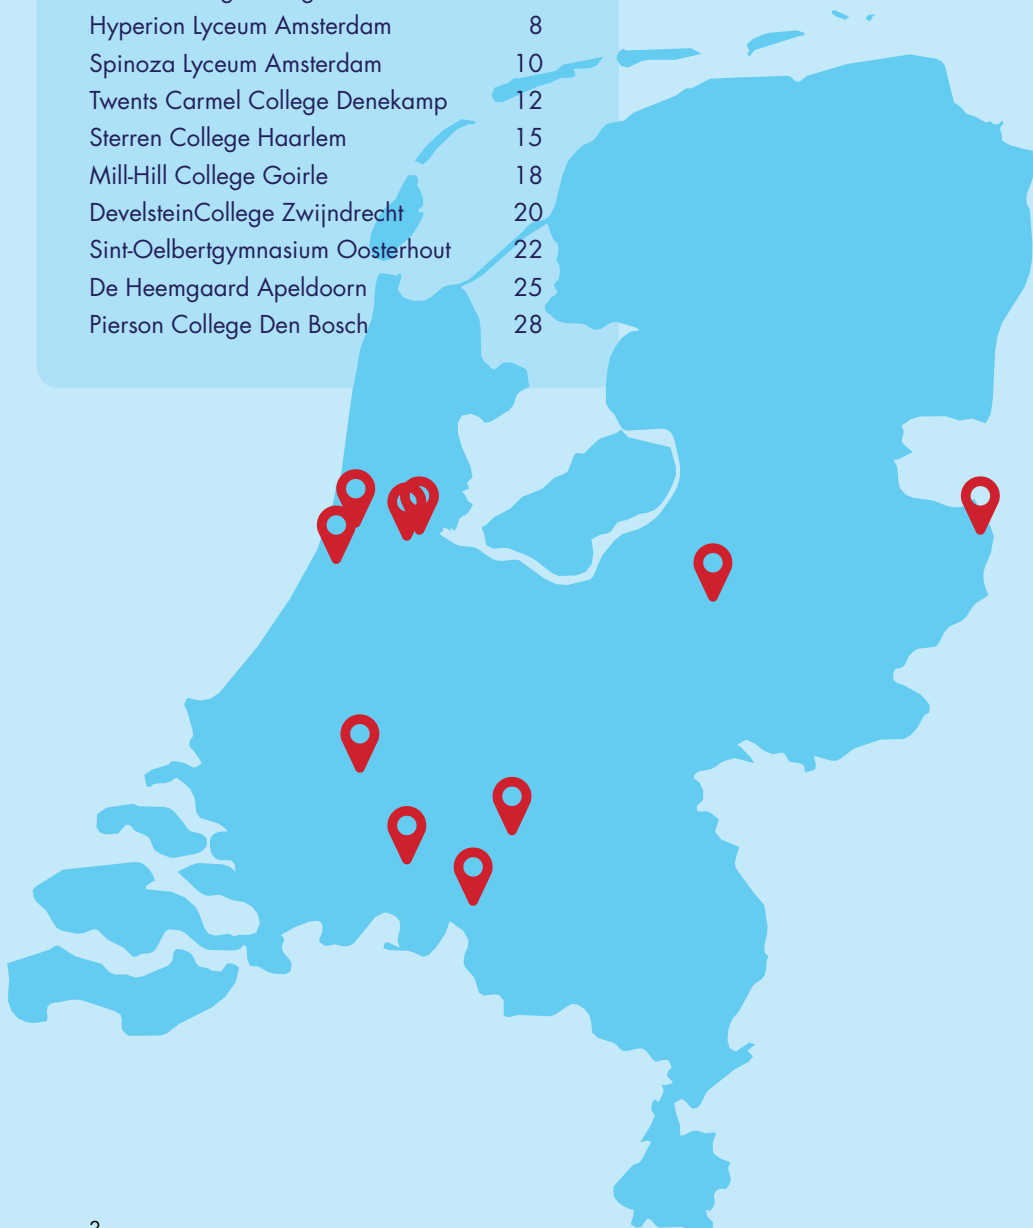 Hyperion Lyceum Amsterdam 8
Spinoza Lyceum Amsterdam 10
Twents Carmel College Denekamp 12
Sterren College Haarlem 15
Mill-Hill College Goirle 18
DevelsteinCollege Zwijndrecht 20
Sint-Oelbertgymnasium Oosterhout 22
De Heemgaard Apeldoorn 25
Pierson College Den Bosch 28